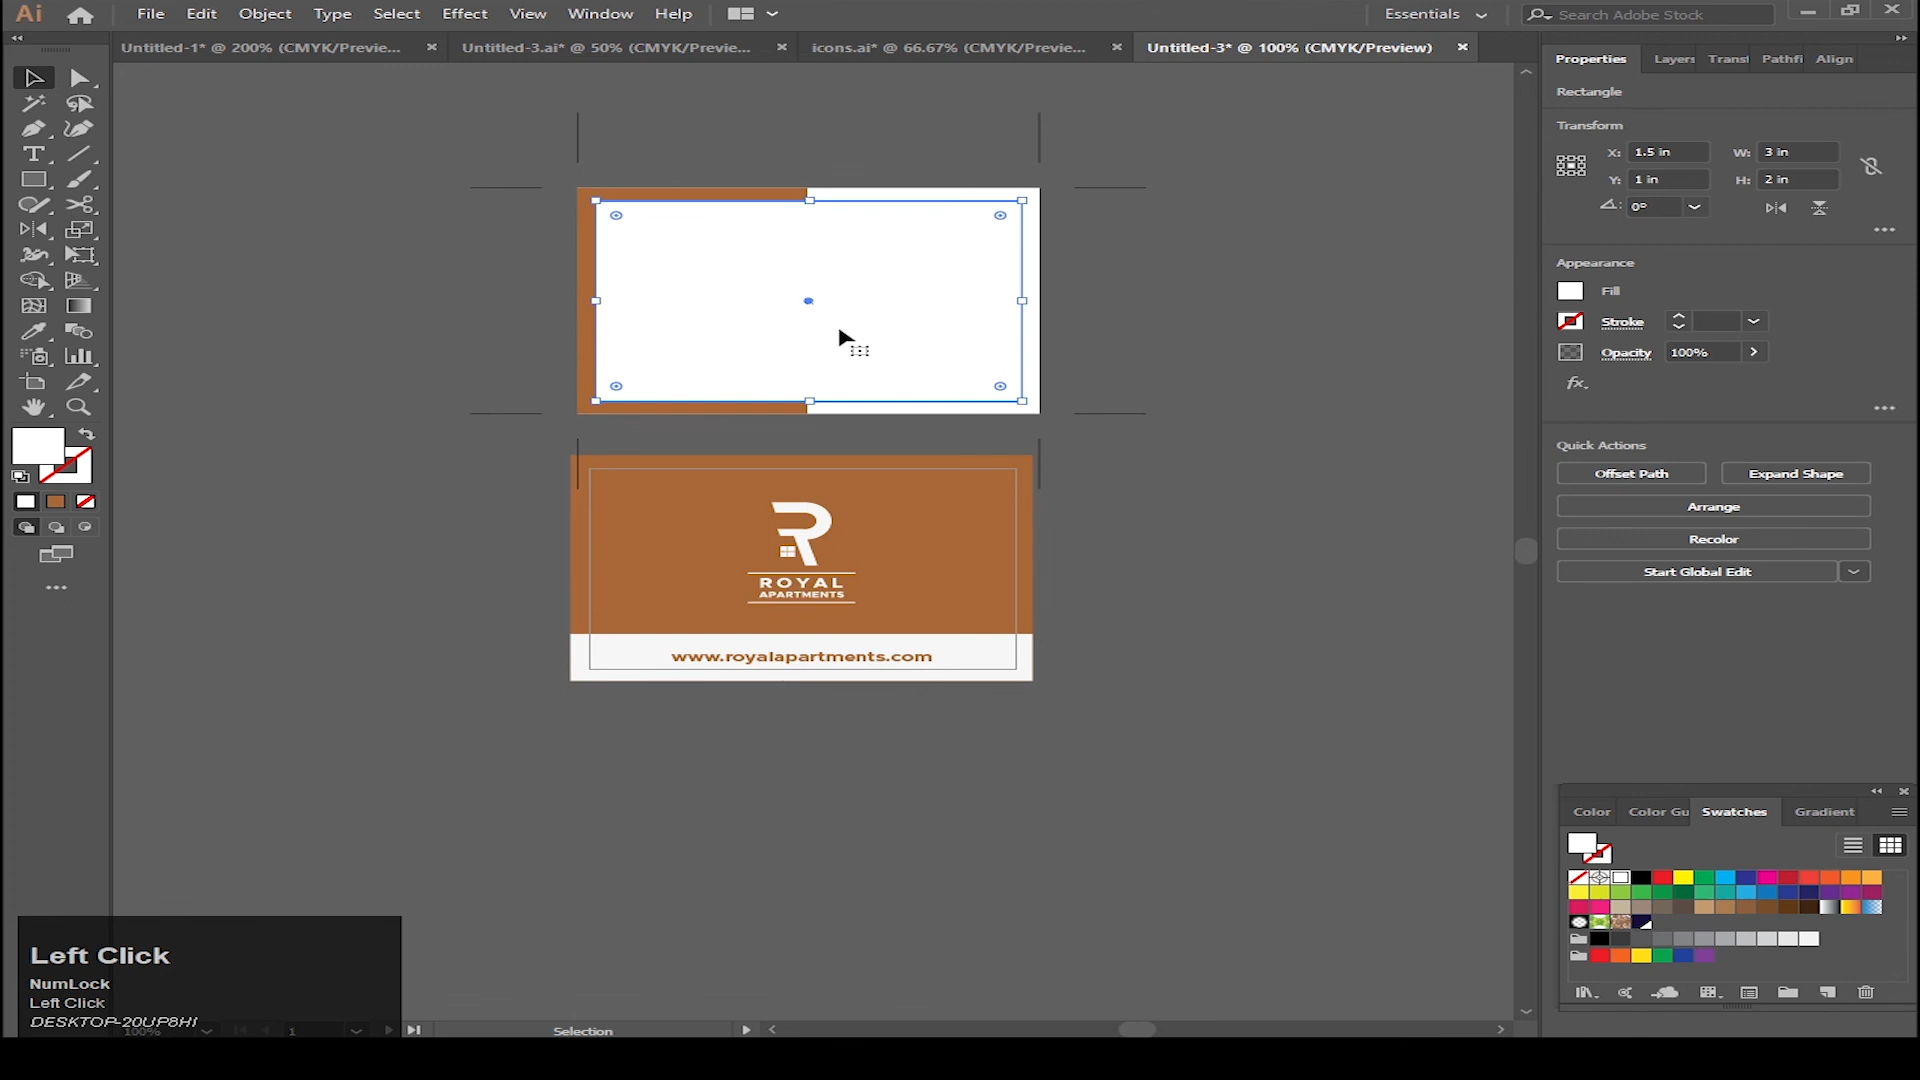 Ai File Edit Object Type Select Effect View Window Help Essentials Search Adobe Stock
Untitled-1* @ 200% (CMYK/Previe... Untitled-3.ai* @ 50% (CMYK/Previe... icons.ai* @ 66.67% (CMYK/Previe... Untitled-3* @ 100% (CMYK/Preview)
Properties Layers Transf Pathfi Align
Rectangle
Transform
X: 1.5 in W: 3 in
Y: 1 in H: 2 in
0°
Appearance
Fill
Stroke
Opacity 100%
fx
Quick Actions
Offset Path Expand Shape
Arrange
Recolor
Start Global Edit
R
ROYAL
APARTMENTS
www.royalapartments.com
Color Color Gu Swatches Gradient
Left Click
NumLock
Left Click
DESKTOP-20UP8HI
100% 1 Selection